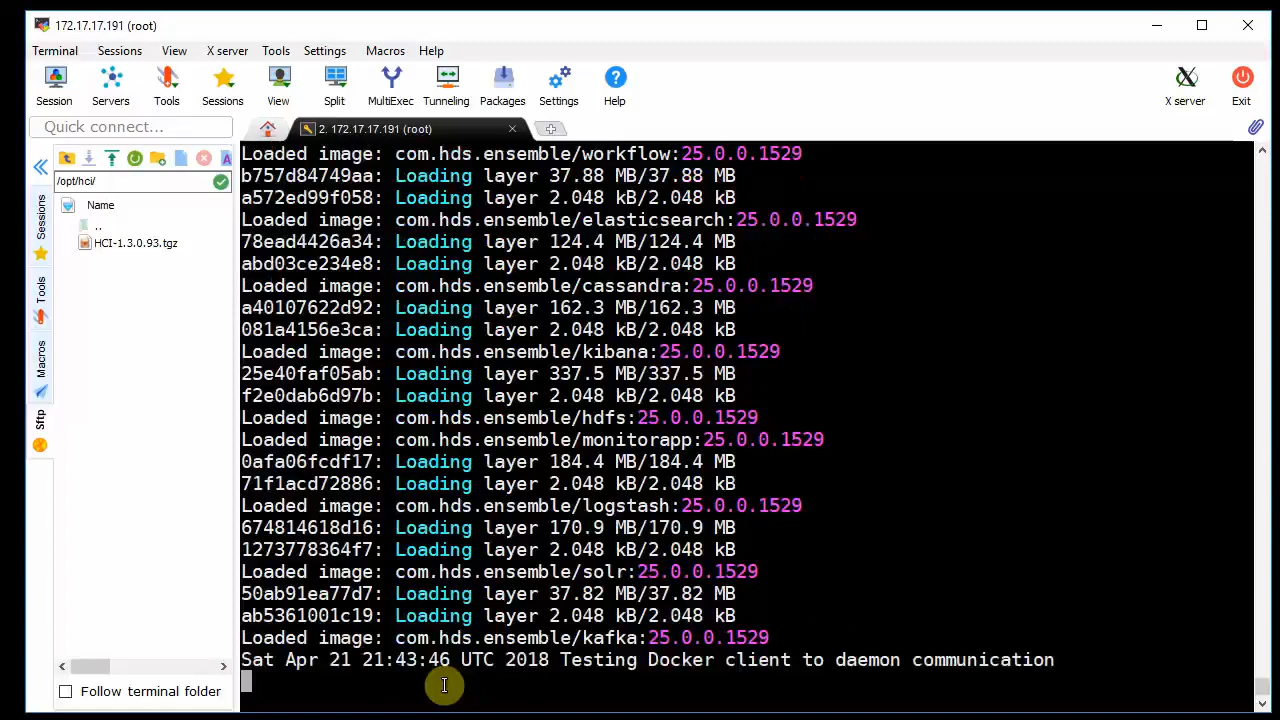 172.17.17.191 (root)
Terminal Sessions View X server Tools Settings Macros Help
Session Servers Tools Sessions View Split MultiExec Tunneling Packages Settings Help X server Exit
Quick connect...
2. 172.17.17.191 (root)
/opt/hci/
Name
..
HCI-1.3.0.93.tgz
Sessions
Tools
Macros
Sftp
Loaded image: com.hds.ensemble/workflow:25.0.0.1529
b757d84749aa: Loading layer 37.88 MB/37.88 MB
a572ed99f058: Loading layer 2.048 kB/2.048 kB
Loaded image: com.hds.ensemble/elasticsearch:25.0.0.1529
78ead4426a34: Loading layer 124.4 MB/124.4 MB
abd03ce234e8: Loading layer 2.048 kB/2.048 kB
Loaded image: com.hds.ensemble/cassandra:25.0.0.1529
a40107622d92: Loading layer 162.3 MB/162.3 MB
081a4156e3ca: Loading layer 2.048 kB/2.048 kB
Loaded image: com.hds.ensemble/kibana:25.0.0.1529
25e40faf05ab: Loading layer 337.5 MB/337.5 MB
f2e0dab6d97b: Loading layer 2.048 kB/2.048 kB
Loaded image: com.hds.ensemble/hdfs:25.0.0.1529
Loaded image: com.hds.ensemble/monitorapp:25.0.0.1529
0afa06fcdf17: Loading layer 184.4 MB/184.4 MB
71f1acd72886: Loading layer 2.048 kB/2.048 kB
Loaded image: com.hds.ensemble/logstash:25.0.0.1529
674814618d16: Loading layer 170.9 MB/170.9 MB
1273778364f7: Loading layer 2.048 kB/2.048 kB
Loaded image: com.hds.ensemble/solr:25.0.0.1529
50ab91ea77d7: Loading layer 37.82 MB/37.82 MB
ab5361001c19: Loading layer 2.048 kB/2.048 kB
Loaded image: com.hds.ensemble/kafka:25.0.0.1529
Sat Apr 21 21:43:46 UTC 2018 Testing Docker client to daemon communication
Follow terminal folder